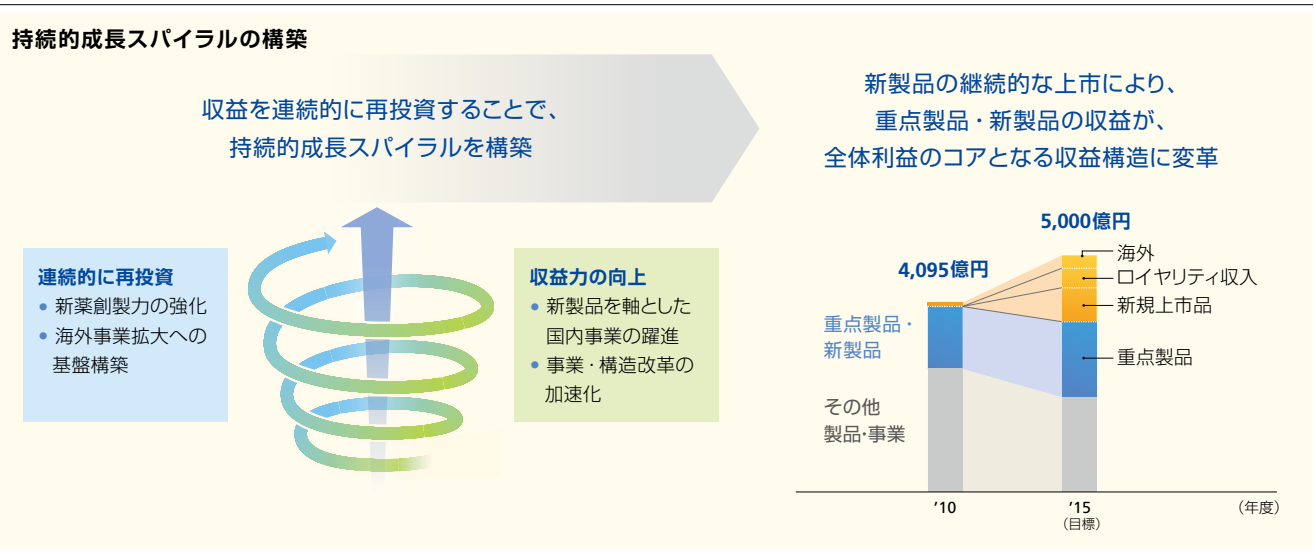 持続的成長スパイラルの構築
収益を連続的に再投資することで、
持続的成長スパイラルを構築
新製品の継続的な上市により、
重点製品・新製品の収益が、
全体利益のコアとなる収益構造に変革
連続的に再投資
• 新薬創製力の強化
• 海外事業拡大への
基盤構築
収益力の向上
• 新製品を軸とした
国内事業の躍進
• 事業・構造改革の
加速化
5,000億円
4,095億円
海外
ロイヤリティ収入
新規上市品
重点製品・
新製品
重点製品
その他
製品・事業
’10
’15
(目標)
(年度)